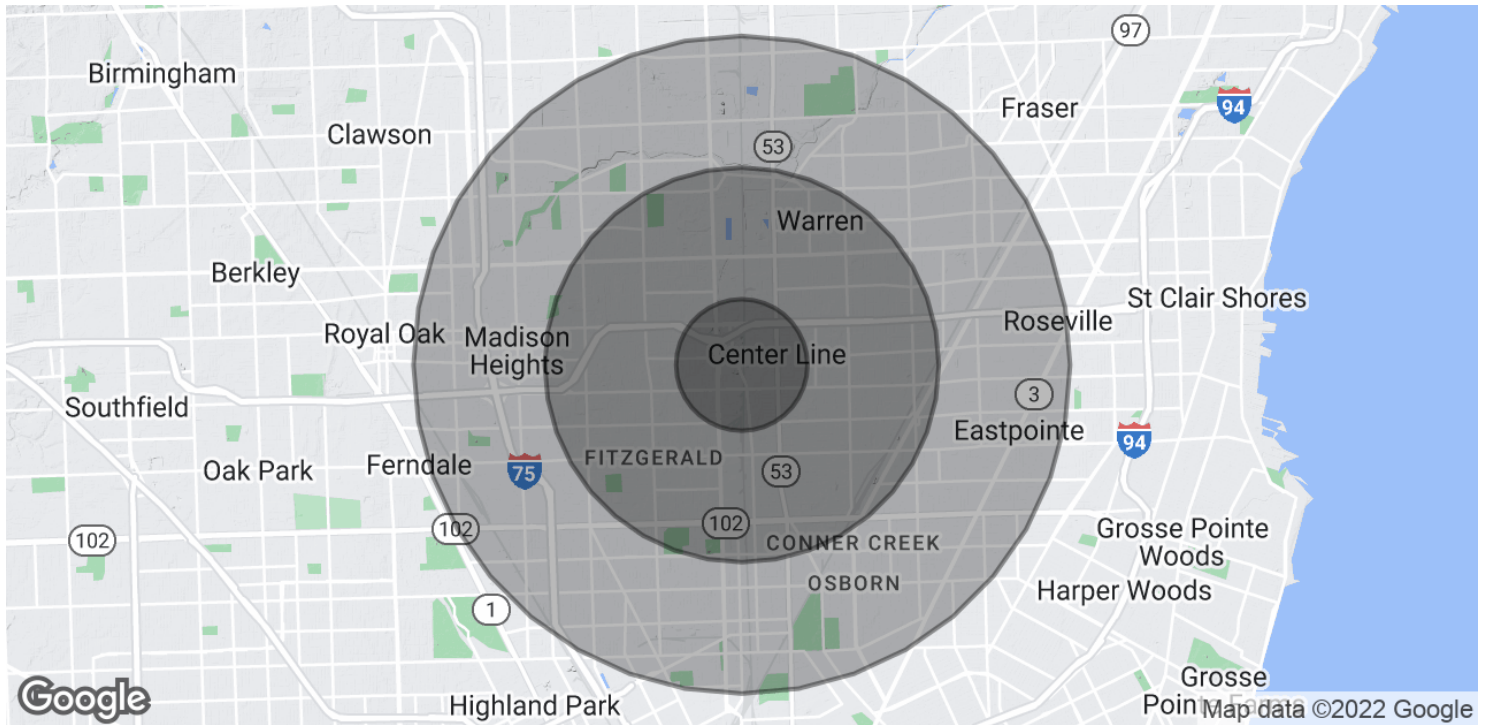 97
Birmingham
Fraser
94
Clawson
53
Warren
Berkley
St Clair Shores
Roseville
Royal Oak
Madison
Heights
Center Line
3
Southfield
Eastpointe
94
FITZGERALD
Ferndale
Oak Park
75
53
102
102
102
Grosse Pointe
Woods
CONNER CREEK
OSBORN
Harper Woods
1
Grosse
Pointe Farms
Highland Park
Google
Map data ©2022 Google